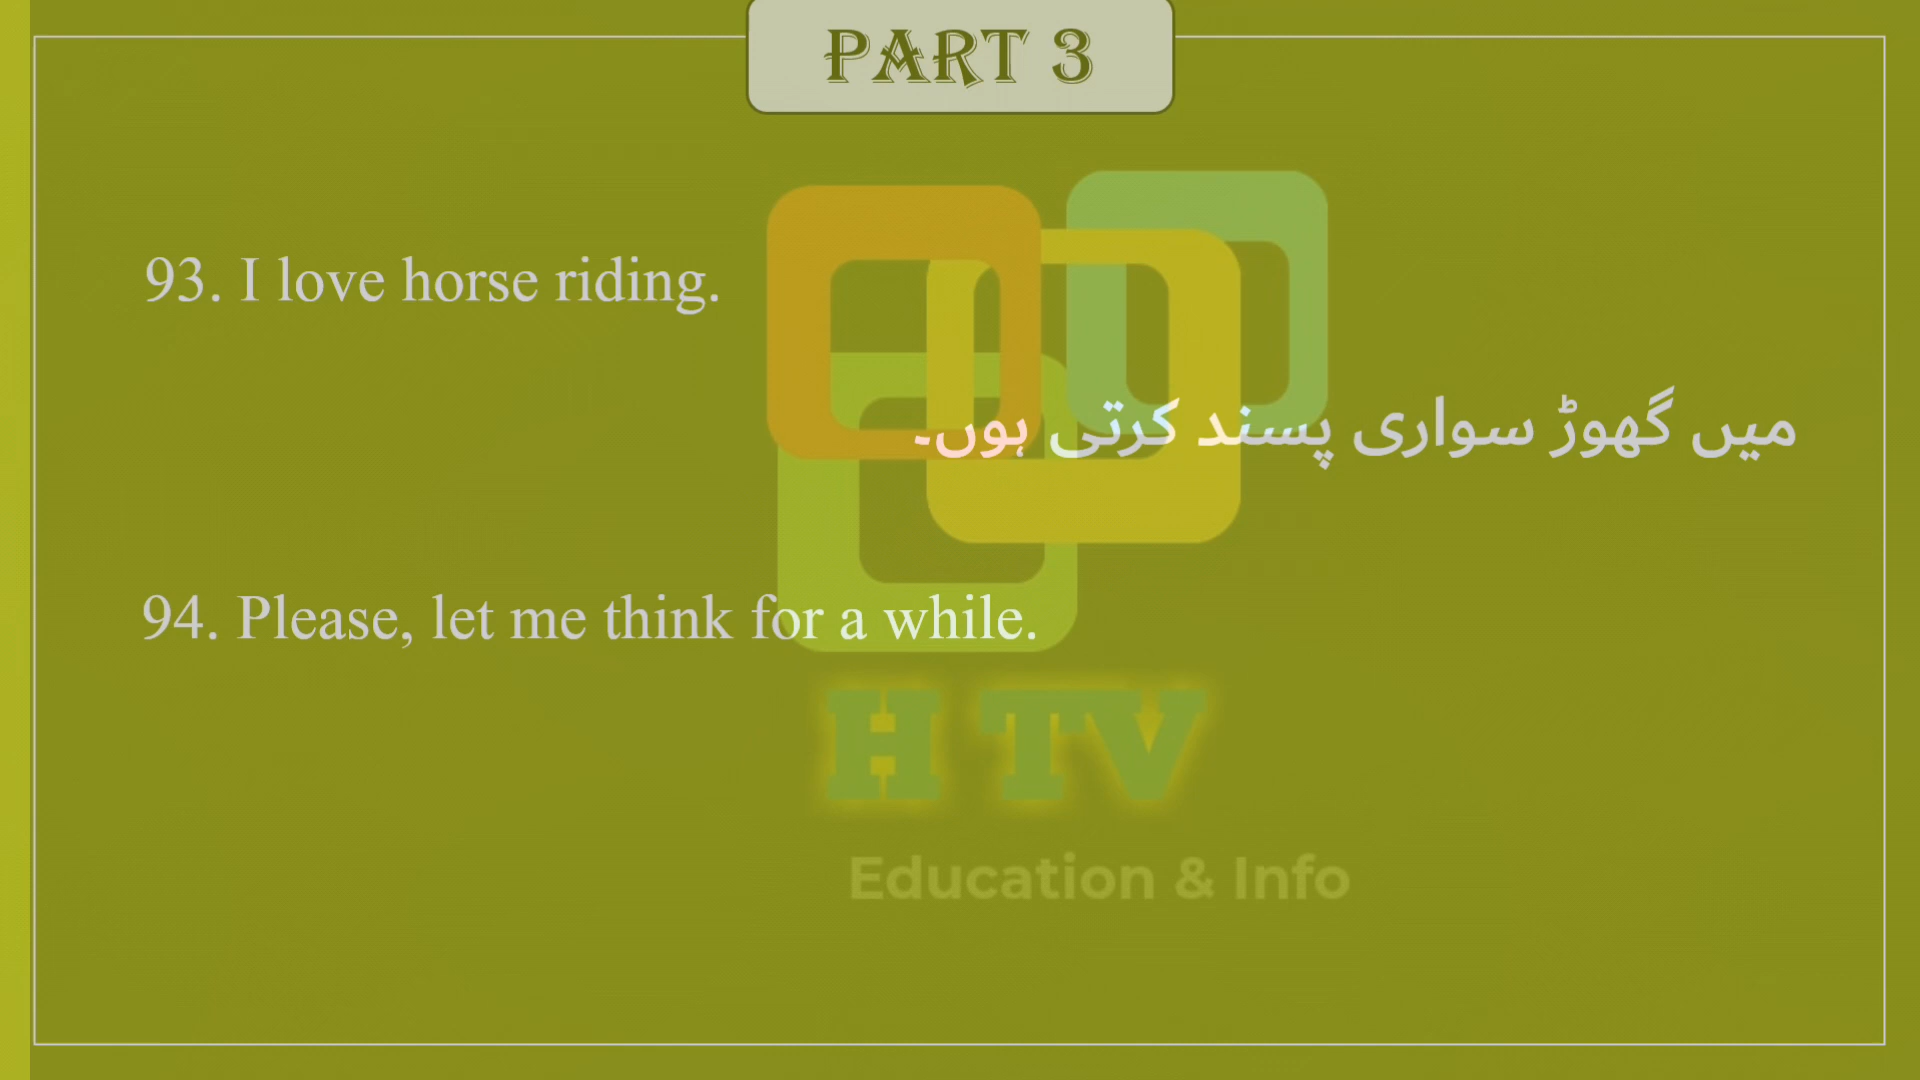 PART 3
93. I love horse riding.
میں گھوڑ سواری پسند کرتی ہوں۔
94. Please, let me think for a while.
H TV
Education & Info